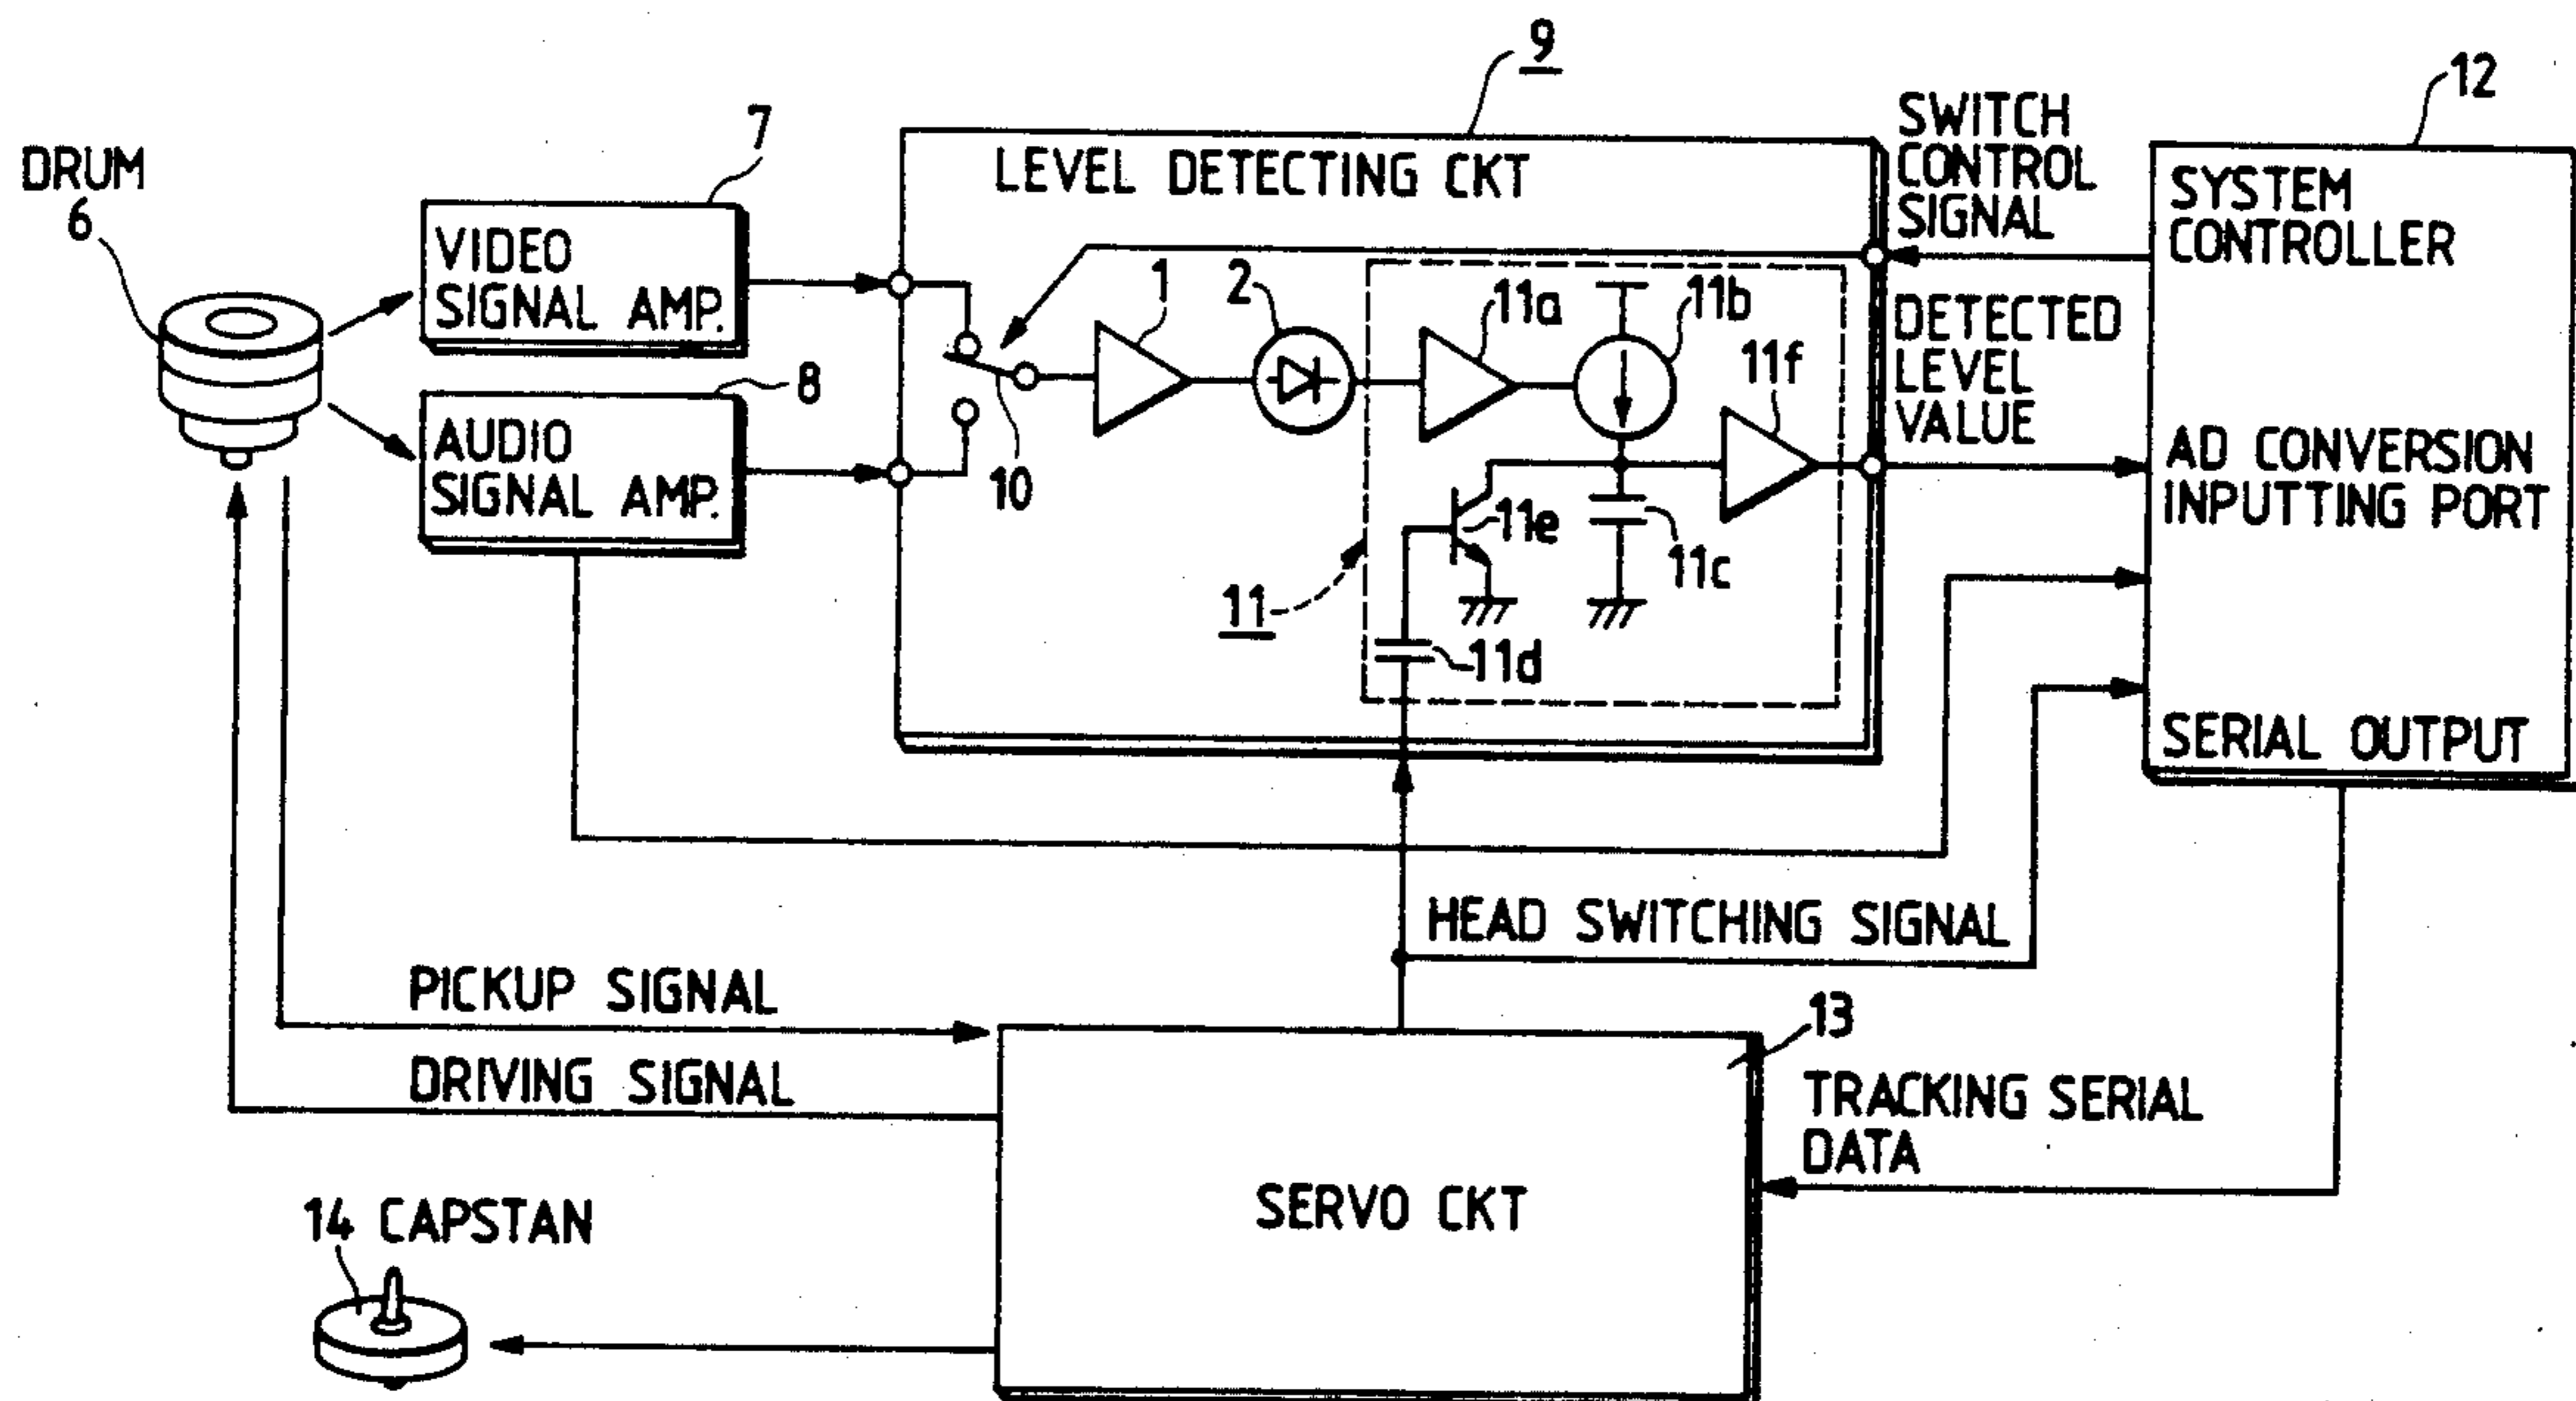 9
12
7
DRUM
6
VIDEO
SIGNAL AMP.
8
AUDIO
SIGNAL AMP.
LEVEL DETECTING CKT
1
2
10
11a
11b
11f
11e
11c
11
11d
SWITCH
CONTROL
SIGNAL
DETECTED
LEVEL
VALUE
SYSTEM
CONTROLLER
AD CONVERSION
INPUTTING PORT
SERIAL OUTPUT
HEAD SWITCHING SIGNAL
PICKUP SIGNAL
DRIVING SIGNAL
13
TRACKING SERIAL
DATA
SERVO CKT
14 CAPSTAN